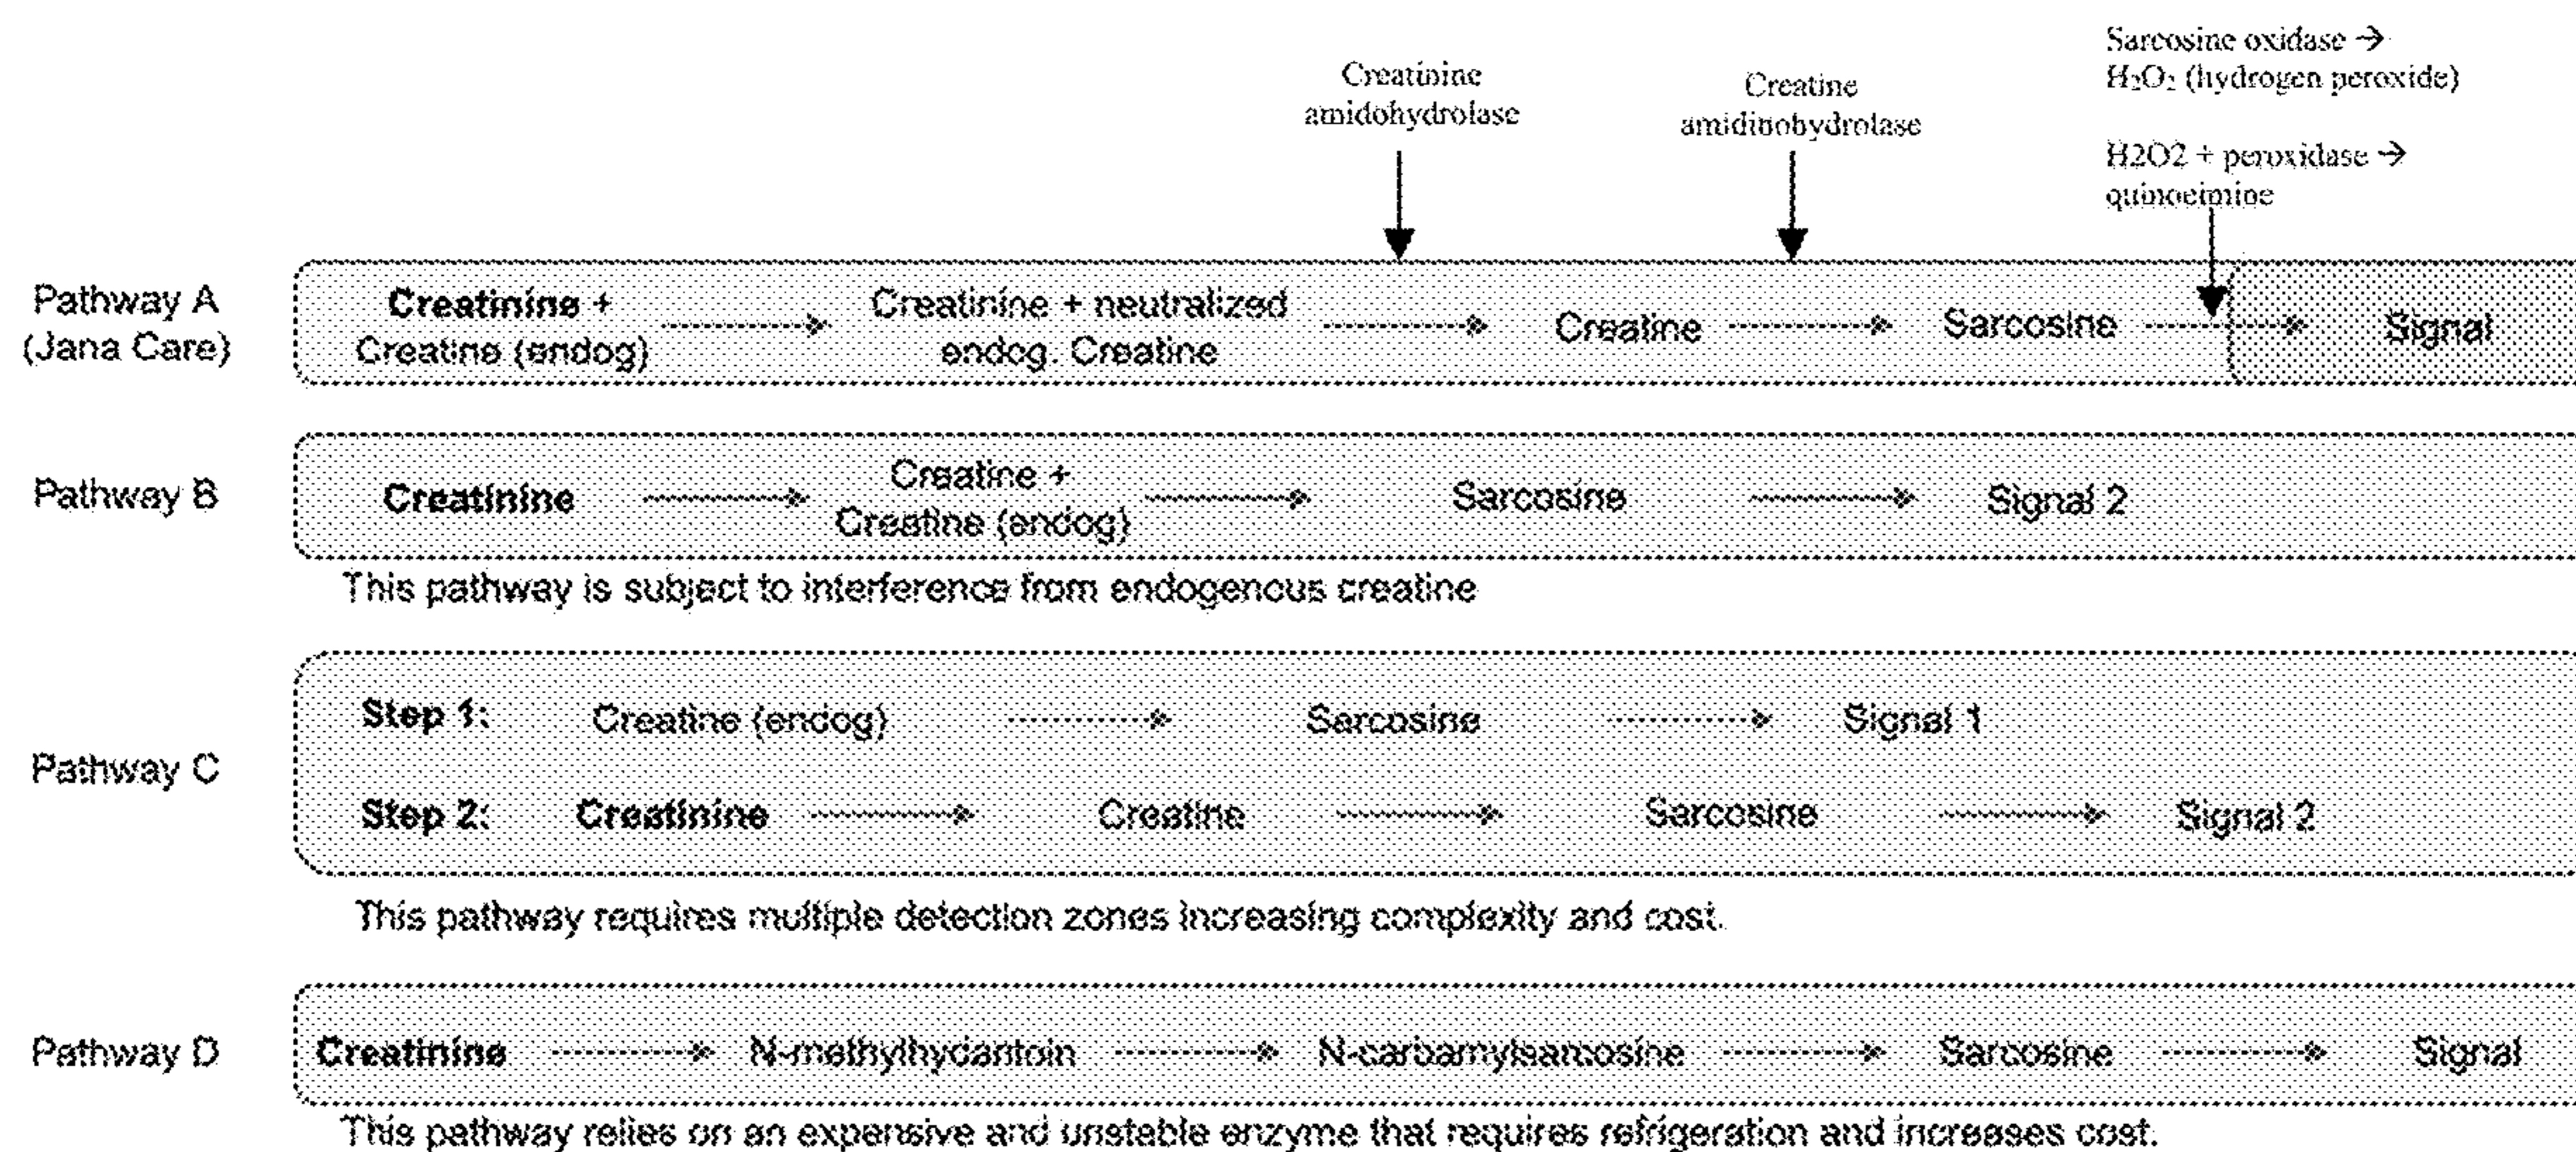 Sarcosine oxidase →
H₂O₂ (hydrogen peroxide)
H2O2 + peroxidase →
quinoeimine
Creatinine
amidohydrolase
Creatine
amidinohydrolase
Pathway A
(Jana Care)
Creatinine +
Creatine (endog)
Creatinine + neutralized
endog. Creatine
Creatine
Sarcosine
Signal
Pathway B
Creatinine
Creatine +
Creatine (endog)
Sarcosine
Signal 2
This pathway is subject to interference from endogenous creatine
Pathway C
Step 1: Creatine (endog) Sarcosine Signal 1
Step 2: Creatinine Creatine Sarcosine Signal 2
This pathway requires multiple detection zones increasing complexity and cost.
Pathway D
Creatinine N-methylhydantoin N-carbamylsarcosine Sarcosine Signal
This pathway relies on an expensive and unstable enzyme that requires refrigeration and increases cost.